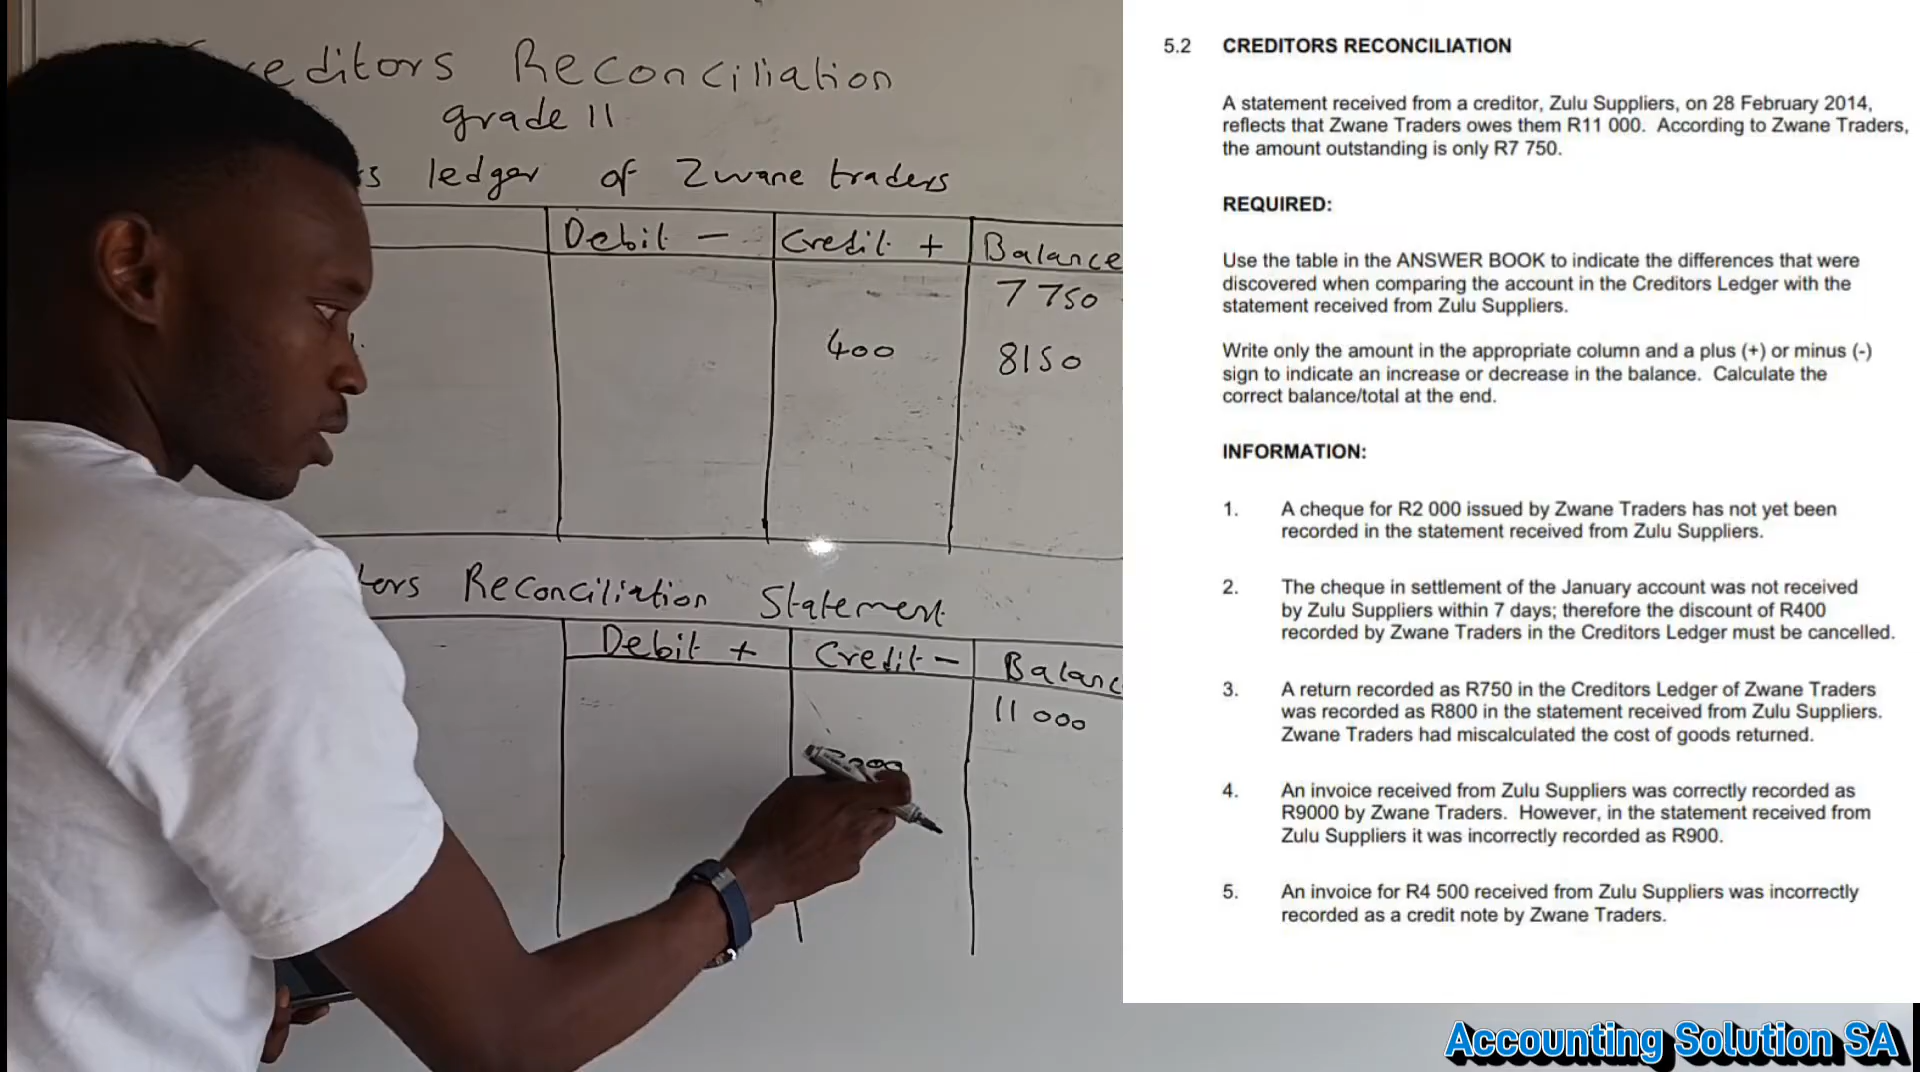 Creditors Reconciliation
grade 11
ledger of Zwane traders
Debit - Credit + Balance
7 750
400 8150
Reconciliation Statement
Debit + Credit - Balanc
11 000
5.2 CREDITORS RECONCILIATION
A statement received from a creditor, Zulu Suppliers, on 28 February 2014,
reflects that Zwane Traders owes them R11 000. According to Zwane Traders,
the amount outstanding is only R7 750.
REQUIRED:
Use the table in the ANSWER BOOK to indicate the differences that were
discovered when comparing the account in the Creditors Ledger with the
statement received from Zulu Suppliers.
Write only the amount in the appropriate column and a plus (+) or minus (-)
sign to indicate an increase or decrease in the balance. Calculate the
correct balance/total at the end.
INFORMATION:
1. A cheque for R2 000 issued by Zwane Traders has not yet been
recorded in the statement received from Zulu Suppliers.
2. The cheque in settlement of the January account was not received
by Zulu Suppliers within 7 days; therefore the discount of R400
recorded by Zwane Traders in the Creditors Ledger must be cancelled.
3. A return recorded as R750 in the Creditors Ledger of Zwane Traders
was recorded as R800 in the statement received from Zulu Suppliers.
Zwane Traders had miscalculated the cost of goods returned.
4. An invoice received from Zulu Suppliers was correctly recorded as
R9000 by Zwane Traders. However, in the statement received from
Zulu Suppliers it was incorrectly recorded as R900.
5. An invoice for R4 500 received from Zulu Suppliers was incorrectly
recorded as a credit note by Zwane Traders.
Accounting Solution SA